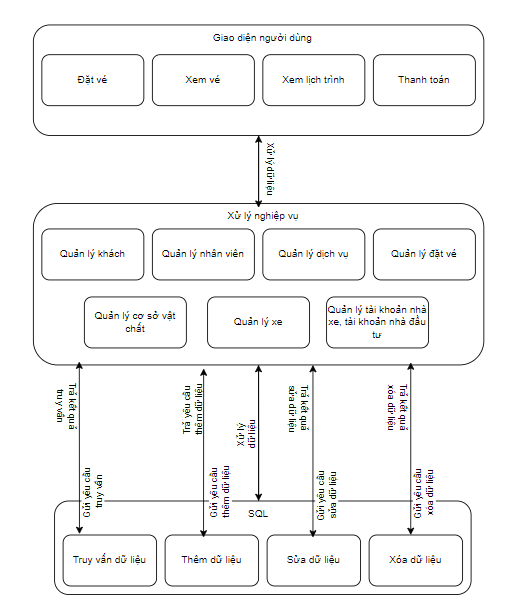 Giao diện người dùng
Đặt vé
Xem vé
Xem lịch trình
Thanh toán
Xử lý dữ liệu
Xử lý nghiệp vụ
Quản lý khách
Quản lý nhân viên
Quản lý dịch vụ
Quản lý đặt vé
Quản lý cơ sở vật
chất
Quản lý xe
Quản lý tài khoản nhà
xe, tài khoản nhà đầu
tư
Trả kết quả
truy vấn
Trả yêu cầu
thêm dữ liệu
Xử lý
dữ liệu
Trả kết quả
sửa dữ liệu
Trả kết quả
xóa dữ liệu
Gửi yêu cầu
truy vấn
Gửi yêu cầu
thêm dữ liệu
Gửi yêu cầu
sửa dữ liệu
Gửi yêu cầu
xóa dữ liệu
SQL
Truy vấn dữ liệu
Thêm dữ liệu
Sửa dữ liệu
Xóa dữ liệu